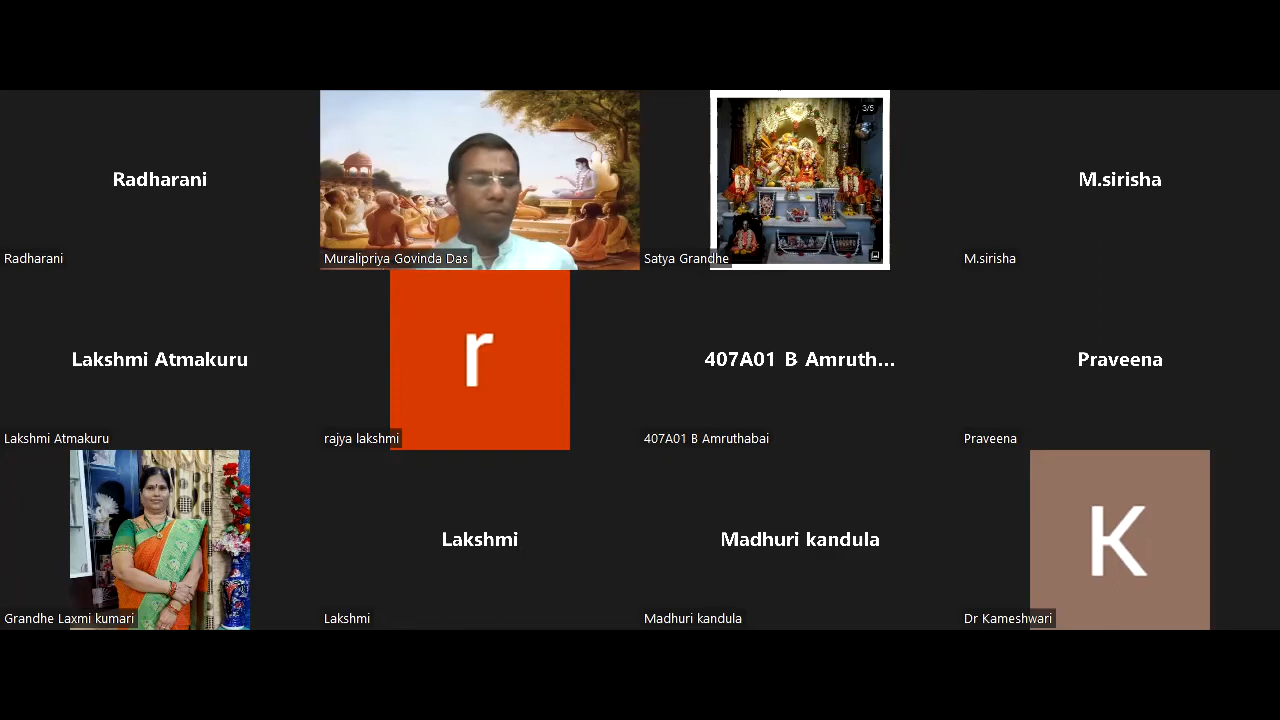 Radharani
Radharani
Muralipriya Govinda Das
3/5
Satya Grandhe
M.sirisha
M.sirisha
Lakshmi Atmakuru
Lakshmi Atmakuru
r
rajya lakshmi
407A01 B Amruth...
407A01 B Amruthabai
Praveena
Praveena
Grandhe Laxmi kumari
Lakshmi
Lakshmi
Madhuri kandula
Madhuri kandula
K
Dr Kameshwari